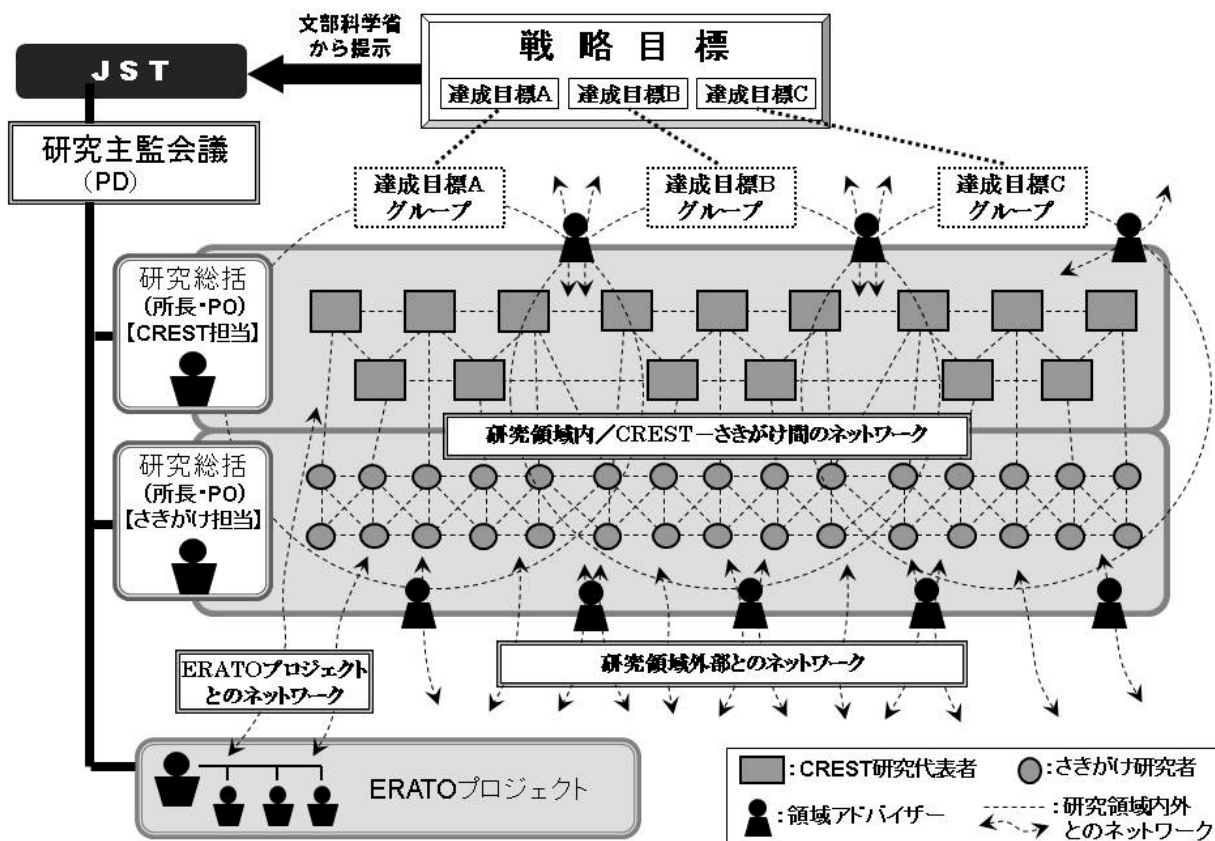 文部科学省
から提示
戦略目標
JST
達成目標A
達成目標B
達成目標C
研究主監会議
(PD)
達成目標A
グループ
達成目標B
グループ
達成目標C
グループ
研究総括
(所長・PO)
【CREST担当】
研究領域内/CREST-さきがけ間のネットワーク
研究総括
(所長・PO)
【さきがけ担当】
ERATOプロジェクト
とのネットワーク
研究領域外部とのネットワーク
ERATOプロジェクト
:CREST研究代表者
:さきがけ研究者
:領域アドバイザー
:研究領域内外
とのネットワーク